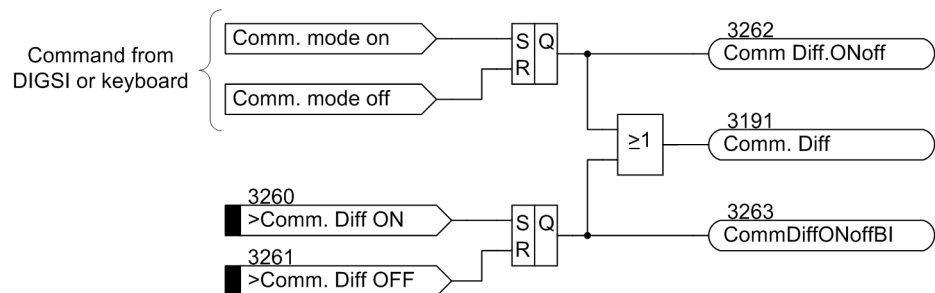 Command from
DIGSI or keyboard
Comm. mode on
Comm. mode off
S Q
R
3262
Comm Diff.ONoff
≥1
3191
Comm. Diff
3260
>Comm. Diff ON
3261
>Comm. Diff OFF
S Q
R
3263
CommDiffONoffBI